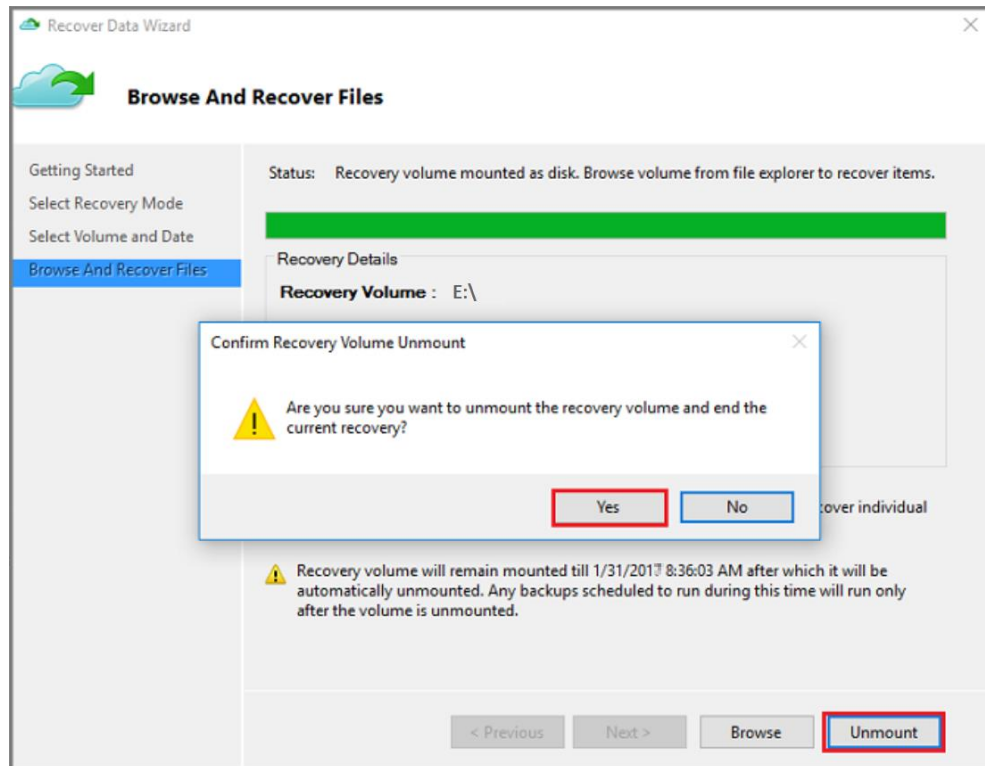 Recover Data Wizard
Browse And Recover Files
Getting Started
Select Recovery Mode
Select Volume and Date
Browse And Recover Files
Status: Recovery volume mounted as disk. Browse volume from file explorer to recover items.
Recovery Details
Recovery Volume : E:\
Confirm Recovery Volume Unmount
Are you sure you want to unmount the recovery volume and end the
current recovery?
Yes No
cover individual
Recovery volume will remain mounted till 1/31/2017 8:36:03 AM after which it will be
automatically unmounted. Any backups scheduled to run during this time will run only
after the volume is unmounted.
< Previous Next > Browse Unmount